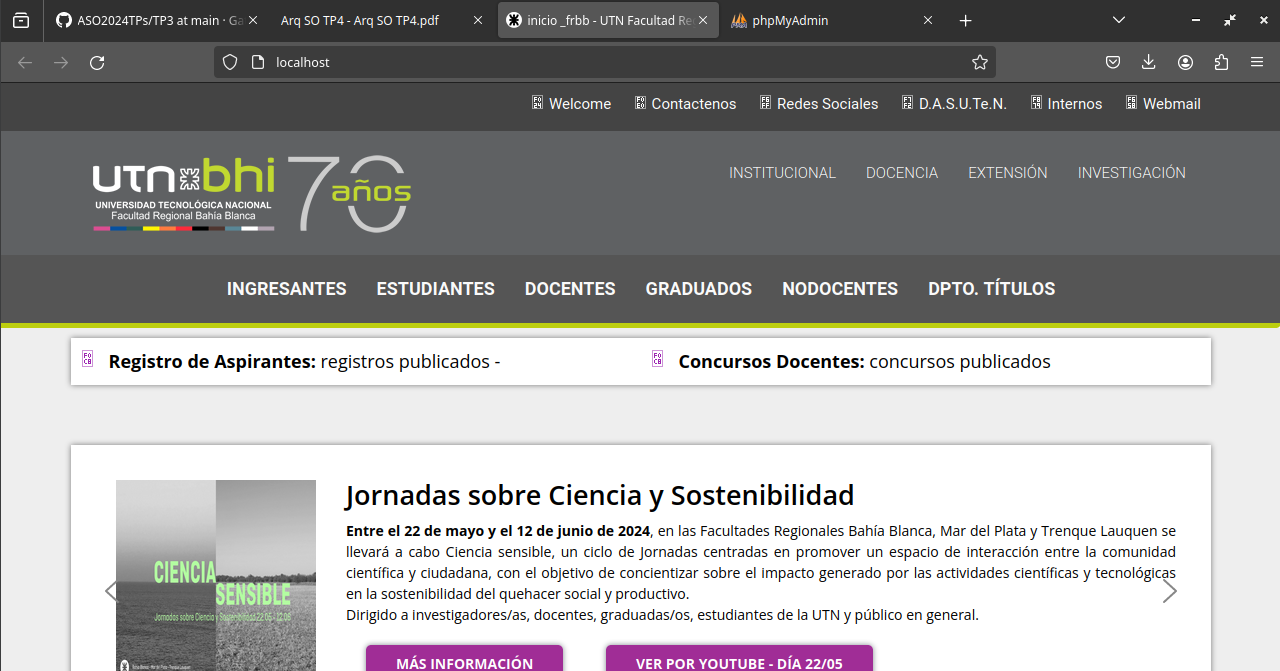 ASO2024TPs/TP3 at main · Ga
Arq SO TP4 - Arq SO TP4.pdf
inicio _frbb - UTN Facultad Re
phpMyAdmin
localhost
Welcome Contactenos Redes Sociales D.A.S.U.Te.N. Internos Webmail
utn bhi 70 años
UNIVERSIDAD TECNOLÓGICA NACIONAL
Facultad Regional Bahía Blanca
INSTITUCIONAL DOCENCIA EXTENSIÓN INVESTIGACIÓN
INGRESANTES ESTUDIANTES DOCENTES GRADUADOS NODOCENTES DPTO. TÍTULOS
Registro de Aspirantes: registros publicados -
Concursos Docentes: concursos publicados
CIENCIA
SENSIBLE
Jornadas sobre Ciencia y Sostenibilidad 22.05 - 12.06
Jornadas sobre Ciencia y Sostenibilidad
Entre el 22 de mayo y el 12 de junio de 2024, en las Facultades Regionales Bahía Blanca, Mar del Plata y Trenque Lauquen se
llevará a cabo Ciencia sensible, un ciclo de Jornadas centradas en promover un espacio de interacción entre la comunidad
científica y ciudadana, con el objetivo de concientizar sobre el impacto generado por las actividades científicas y tecnológicas
en la sostenibilidad del quehacer social y productivo.
Dirigido a investigadores/as, docentes, graduadas/os, estudiantes de la UTN y público en general.
MÁS INFORMACIÓN
VER POR YOUTUBE - DÍA 22/05